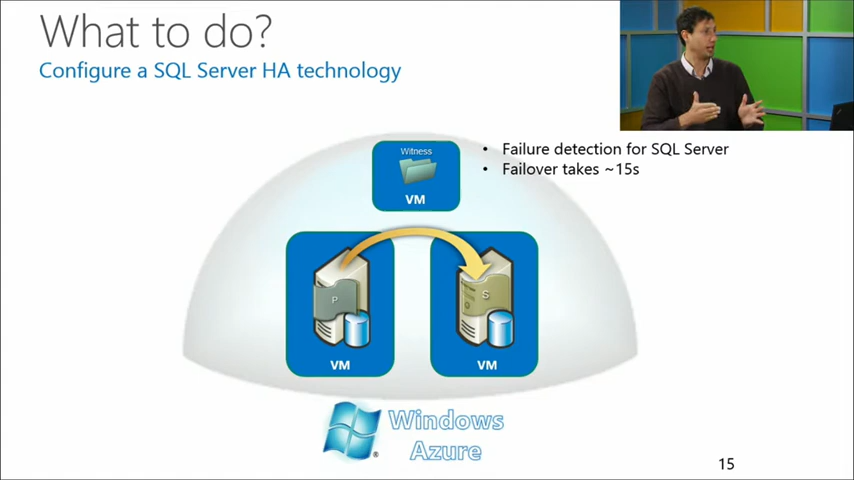 What to do?
Configure a SQL Server HA technology
Witness
VM
• Failure detection for SQL Server
• Failover takes ~15s
P
S
VM
VM
Windows
Azure
®
15